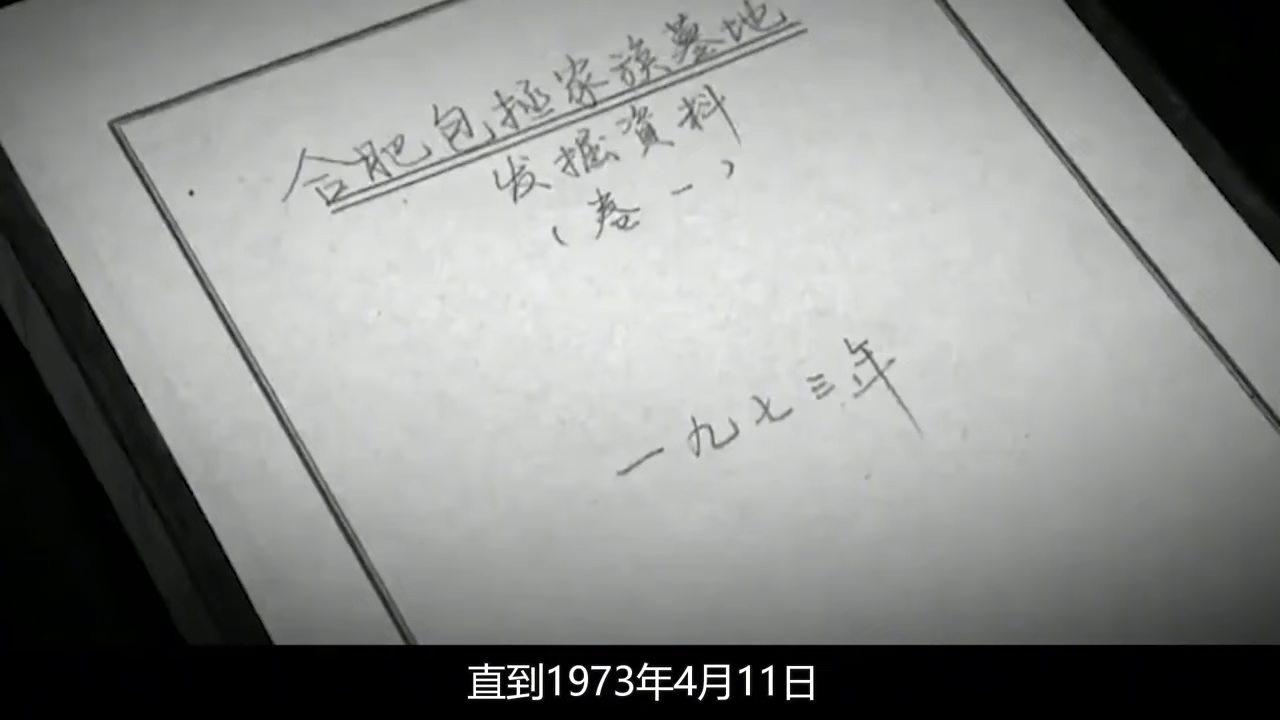 合肥包拯家族墓地
发掘資料
（卷一）
一九七三年
直到1973年4月11日